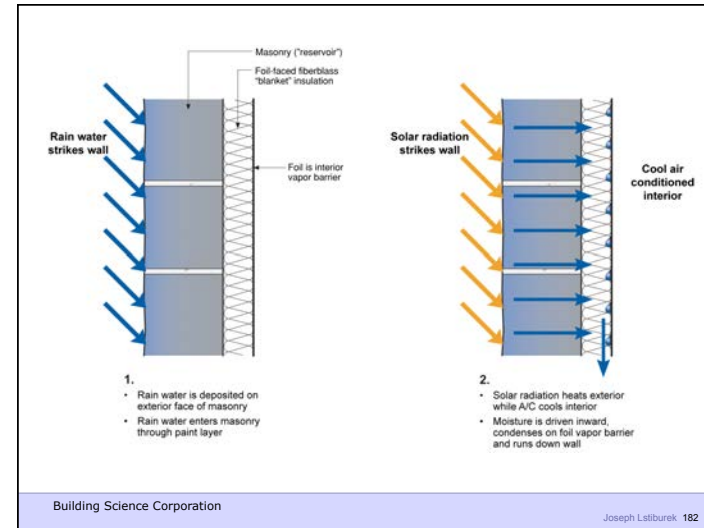 Masonry ("reservoir")
Foil-faced fiberblass
"blanket" insulation
Rain water
strikes wall
Foil is interior
vapor barrier
1.
• Rain water is deposited on
exterior face of masonry
• Rain water enters masonry
through paint layer
Solar radiation
strikes wall
Cool air
conditioned
interior
2.
• Solar radiation heats exterior
while A/C cools interior
• Moisture is driven inward,
condenses on foil vapor barrier
and runs down wall
Building Science Corporation
Joseph Lstiburek 182